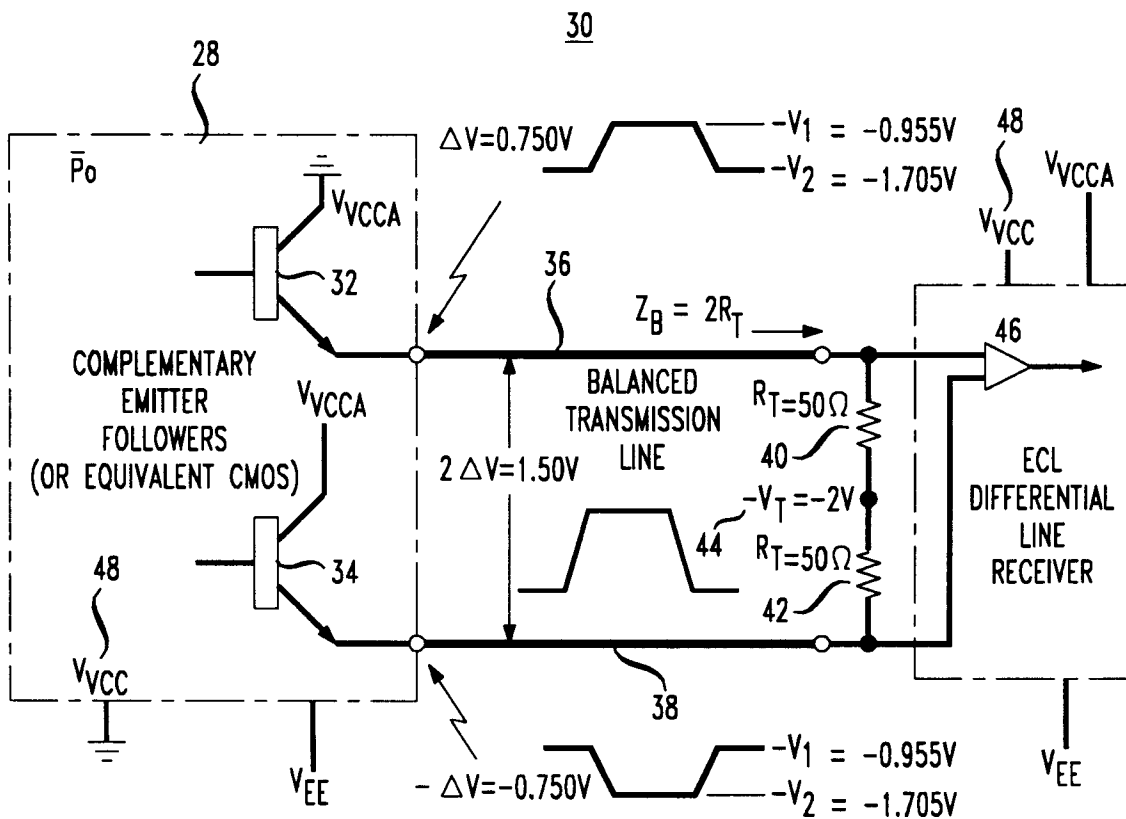 30
28
P̅o
VVCCA
32
COMPLEMENTARY
EMITTER
FOLLOWERS
(OR EQUIVALENT CMOS)
VVCCA
34
48
VVCC
VEE
ΔV=0.750V
-V1 = -0.955V
-V2 = -1.705V
36
ZB = 2RT
BALANCED
TRANSMISSION
LINE
2 ΔV=1.50V
RT=50Ω
40
44
-VT=-2V
RT=50Ω
42
38
- ΔV=-0.750V
-V1 = -0.955V
-V2 = -1.705V
48
VVCC
VVCCA
46
ECL
DIFFERENTIAL
LINE
RECEIVER
VEE